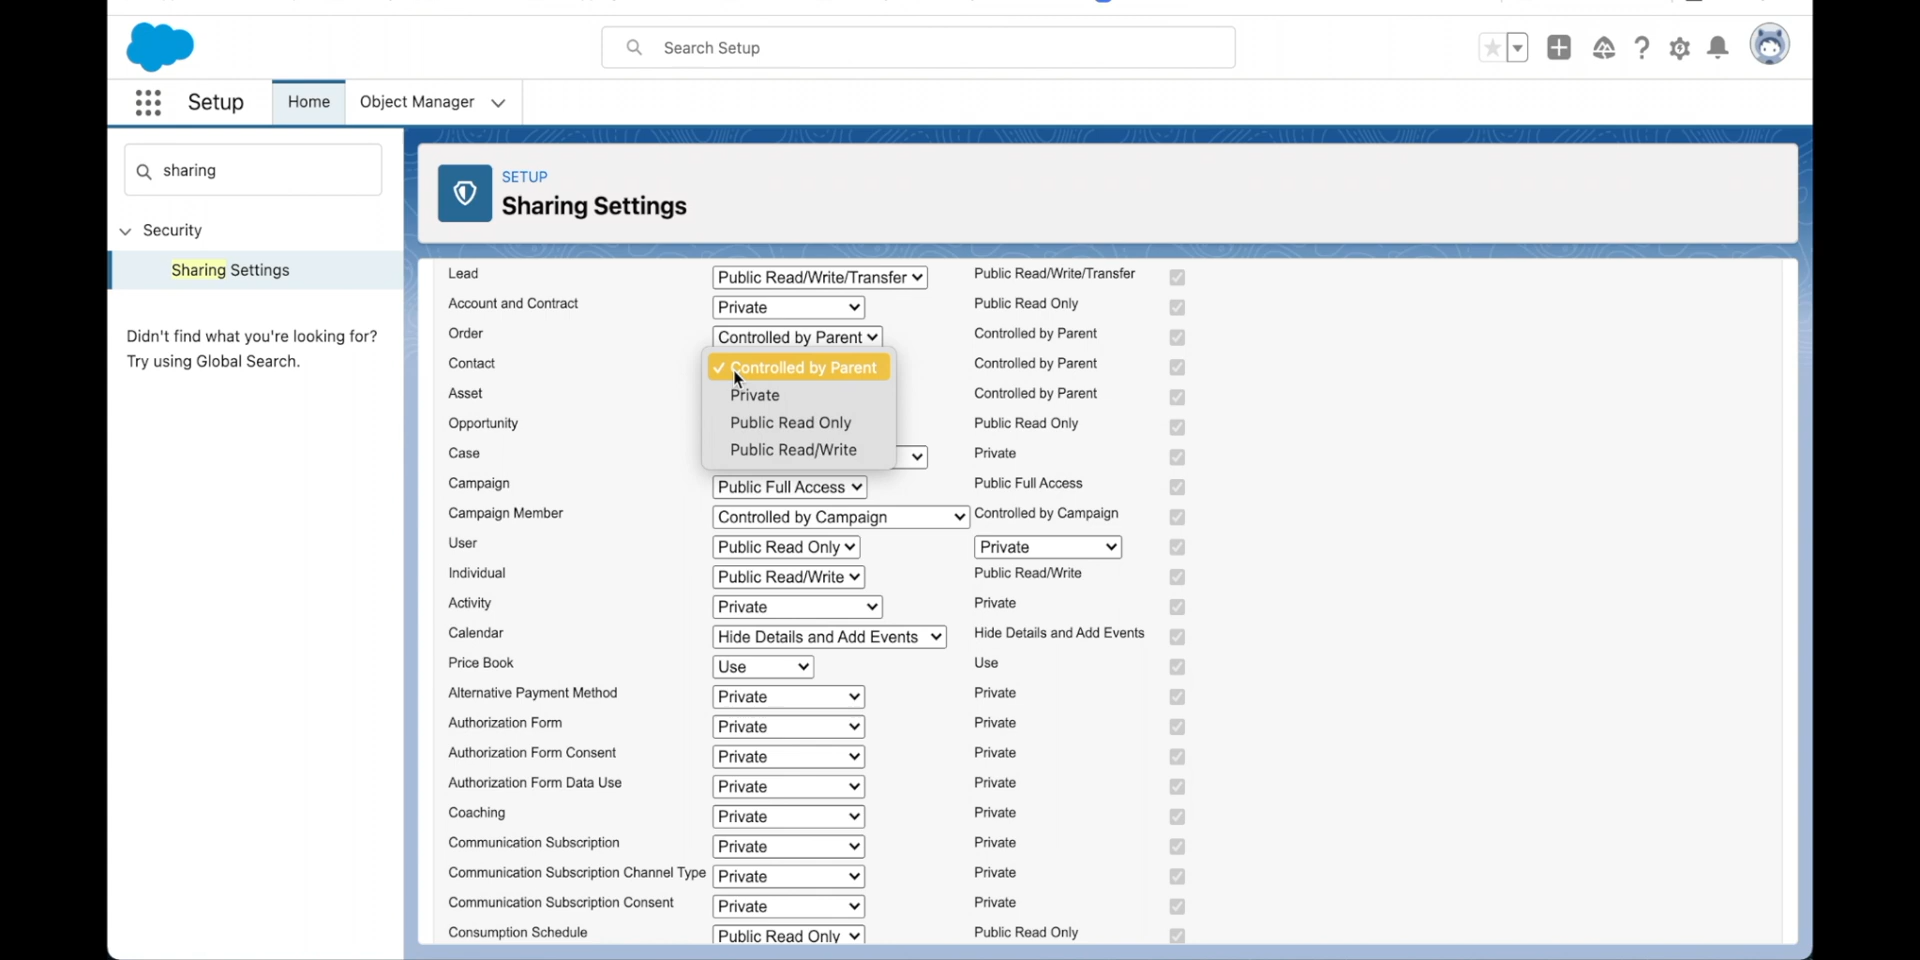 Search Setup
Setup
Home
Object Manager
sharing
Security
Sharing Settings
Didn't find what you're looking for?
Try using Global Search.
SETUP
Sharing Settings
Lead Public Read/Write/Transfer Public Read/Write/Transfer
Account and Contract Private Public Read Only
Order Controlled by Parent Controlled by Parent
Contact Controlled by Parent Controlled by Parent
Private
Asset Controlled by Parent
Opportunity Public Read Only Public Read Only
Case Public Read/Write Private
Campaign Public Full Access Public Full Access
Campaign Member Controlled by Campaign Controlled by Campaign
User Public Read Only Private
Individual Public Read/Write Public Read/Write
Activity Private Private
Calendar Hide Details and Add Events Hide Details and Add Events
Price Book Use Use
Alternative Payment Method Private Private
Authorization Form Private Private
Authorization Form Consent Private Private
Authorization Form Data Use Private Private
Coaching Private Private
Communication Subscription Private Private
Communication Subscription Channel Type Private Private
Communication Subscription Consent Private Private
Consumption Schedule Public Read Only Public Read Only